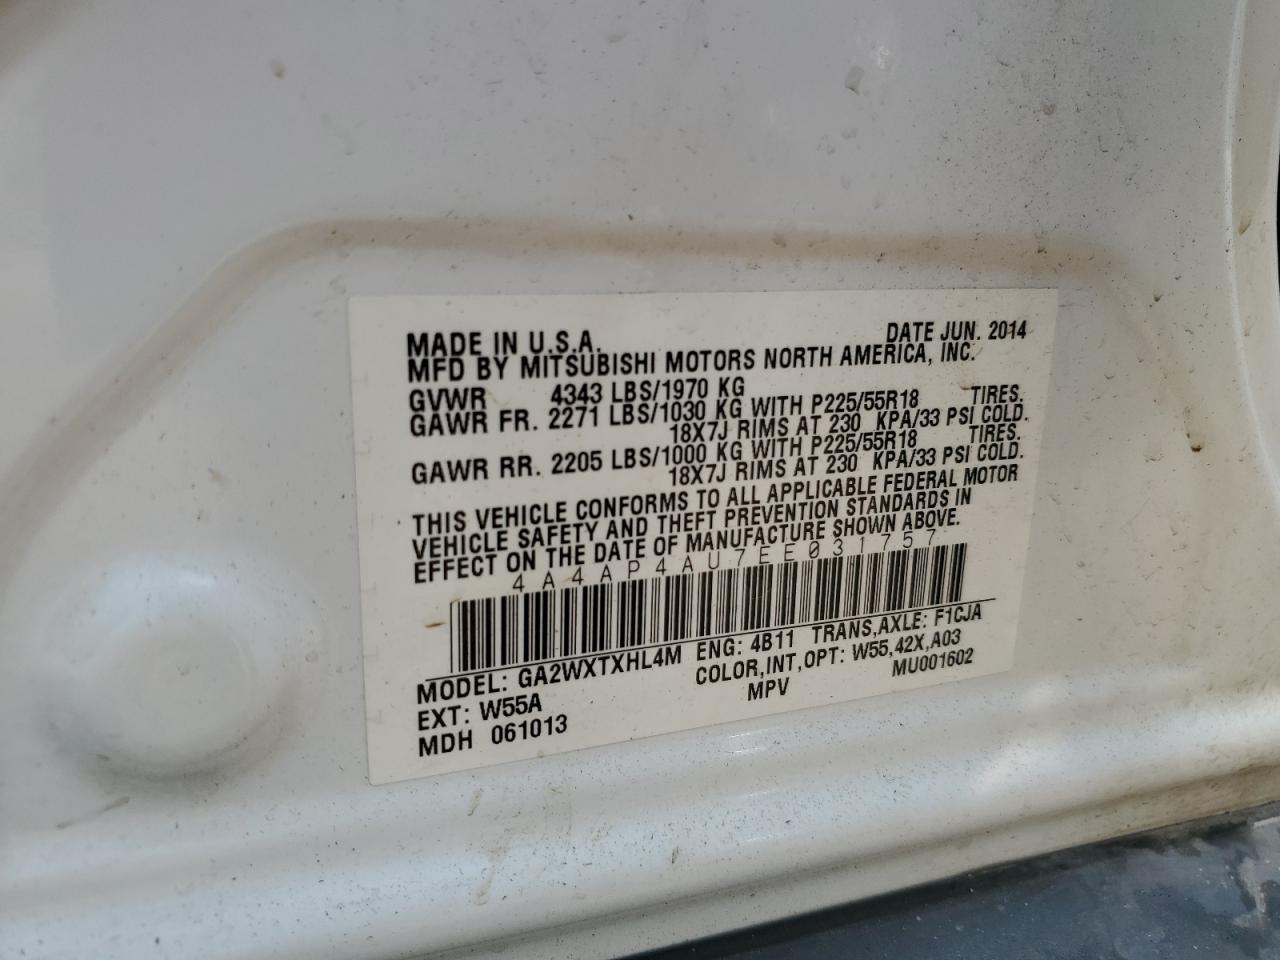 MADE IN U.S.A. DATE JUN. 2014
MFD BY MITSUBISHI MOTORS NORTH AMERICA, INC.
GVWR 4343 LBS/1970 KG
GAWR FR. 2271 LBS/1030 KG WITH P225/55R18 TIRES.
18X7J RIMS AT 230 KPA/33 PSI COLD.
GAWR RR. 2205 LBS/1000 KG WITH P225/55R18 TIRES.
18X7J RIMS AT 230 KPA/33 PSI COLD.
THIS VEHICLE CONFORMS TO ALL APPLICABLE FEDERAL MOTOR
VEHICLE SAFETY AND THEFT PREVENTION STANDARDS IN
EFFECT ON THE DATE OF MANUFACTURE SHOWN ABOVE.
4A4AP4AU7EE031757
MODEL: GA2WXTXHL4M ENG: 4B11 TRANS,AXLE: F1CJA
EXT: W55A COLOR,INT,OPT: W55,42X,A03
MDH 061013 MPV MU001602